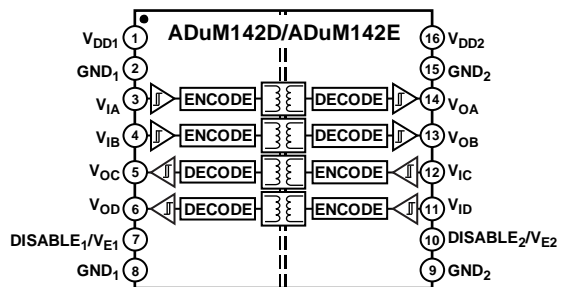 ADuM142D/ADuM142E
VDD1 1 16 VDD2
GND1 2 15 GND2
VIA 3 ENCODE DECODE 14 VOA
VIB 4 ENCODE DECODE 13 VOB
VOC 5 DECODE ENCODE 12 VIC
VOD 6 DECODE ENCODE 11 VID
DISABLE1/VE1 7 10 DISABLE2/VE2
GND1 8 9 GND2